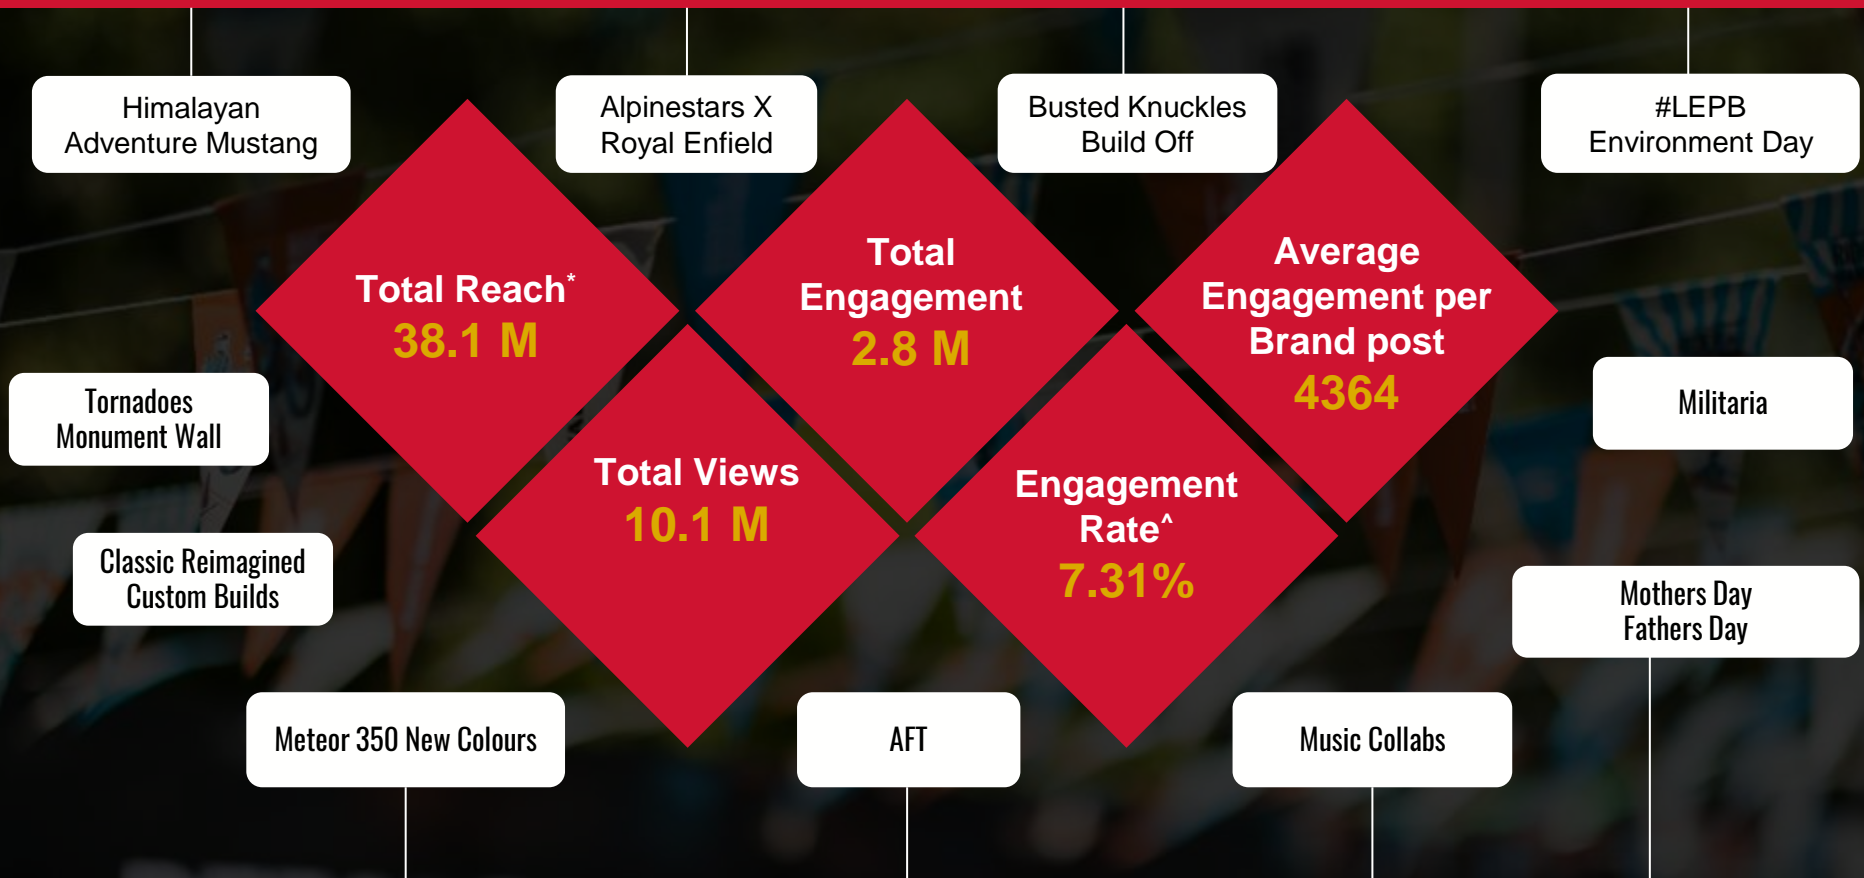 Himalayan
Adventure Mustang
Alpinestars X
Royal Enfield
Busted Knuckles
Build Off
#LEPB
Environment Day
Total Reach*
38.1 M
Total
Engagement
2.8 M
Average
Engagement per
Brand post
4364
Tornadoes
Monument Wall
Militaria
Total Views
10.1 M
Engagement
Rate^
7.31%
Classic Reimagined
Custom Builds
Mothers Day
Fathers Day
Meteor 350 New Colours
AFT
Music Collabs